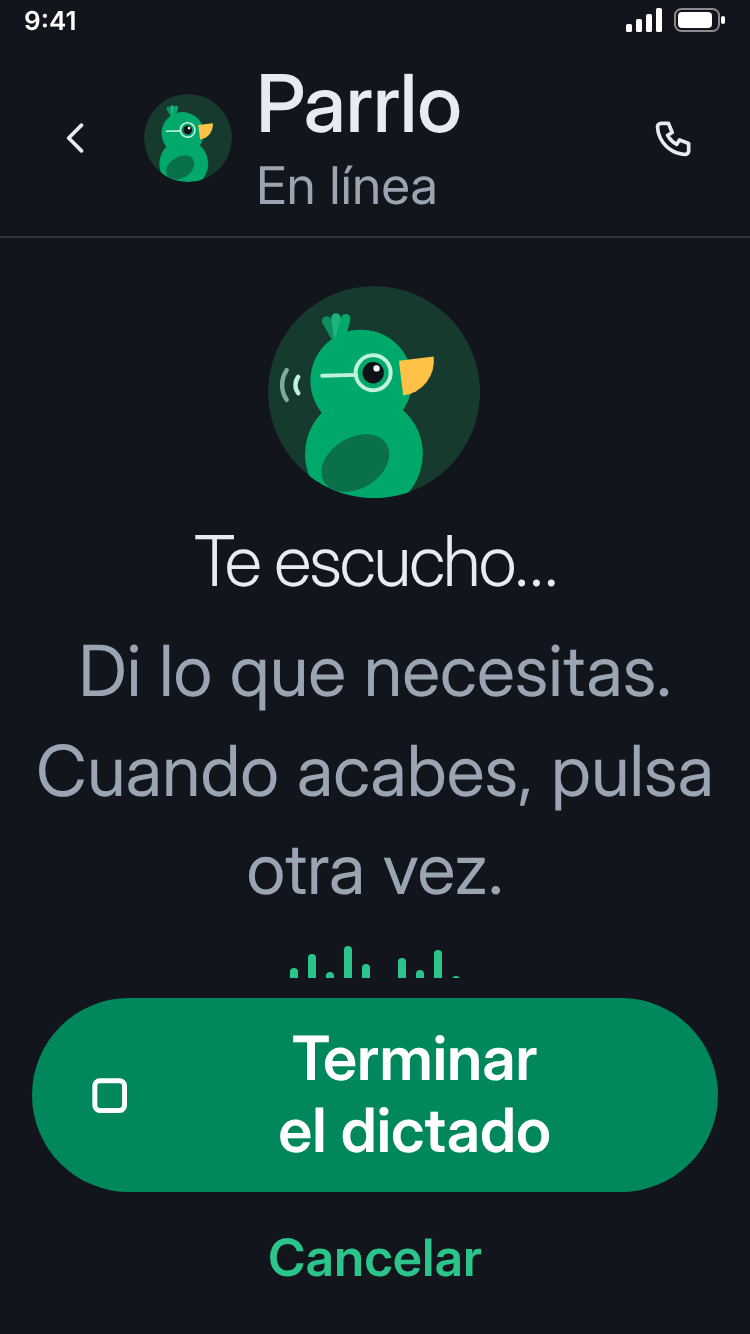 9:41
Parrlo
En línea
Te escucho...
Di lo que necesitas.
Cuando acabes, pulsa
otra vez.
Terminar
el dictado
Cancelar